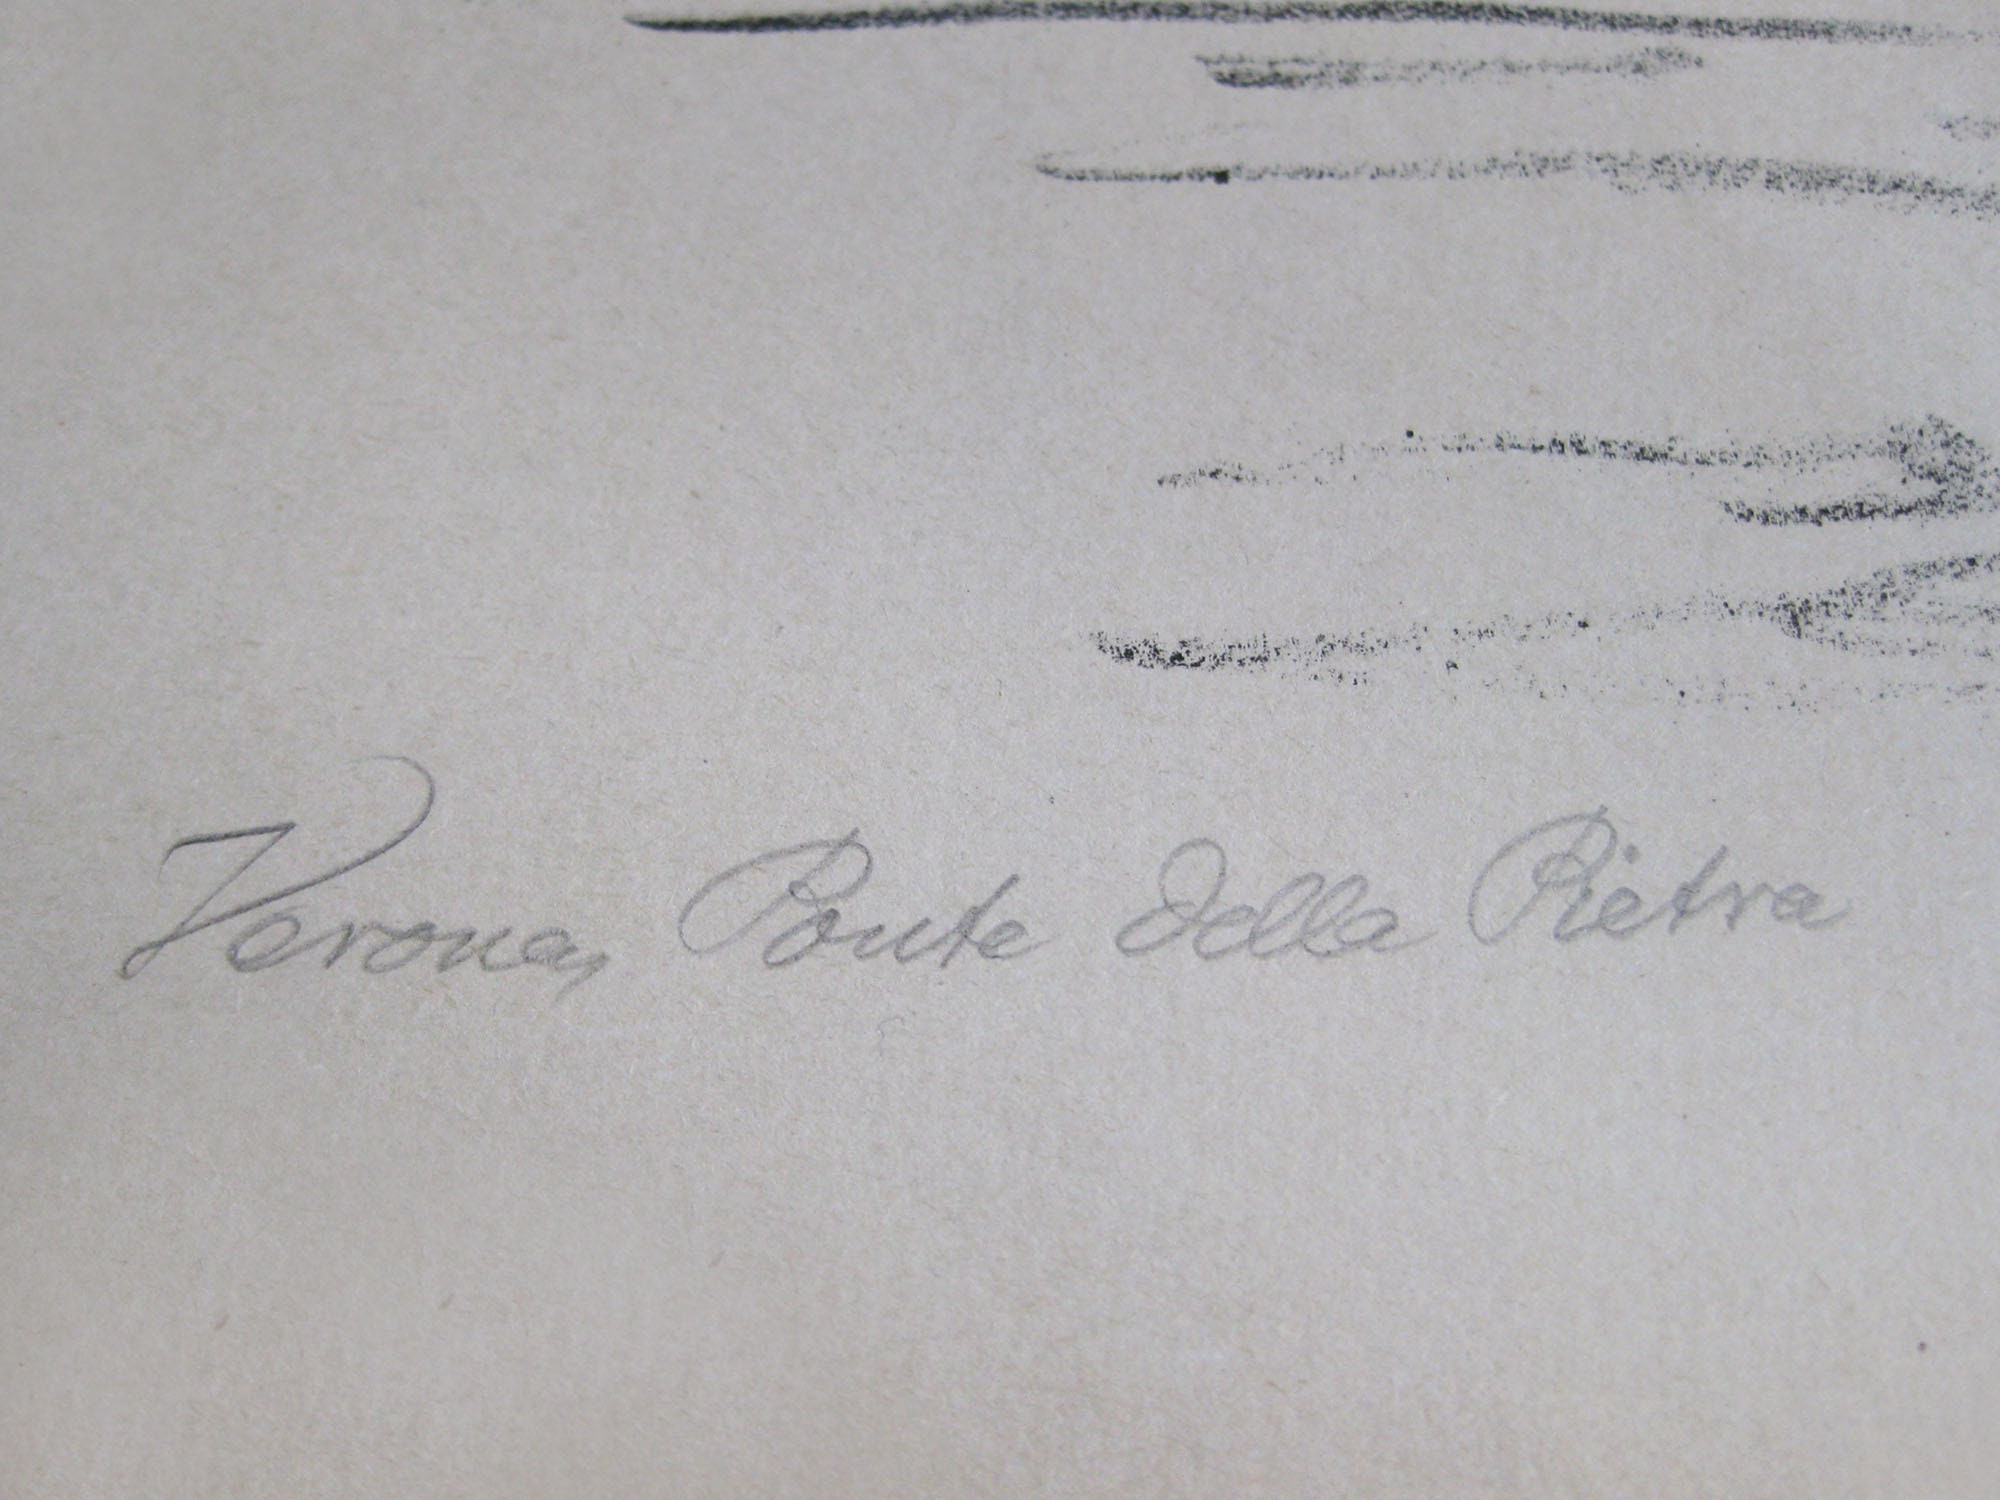 Verona, Ponte della Pietra